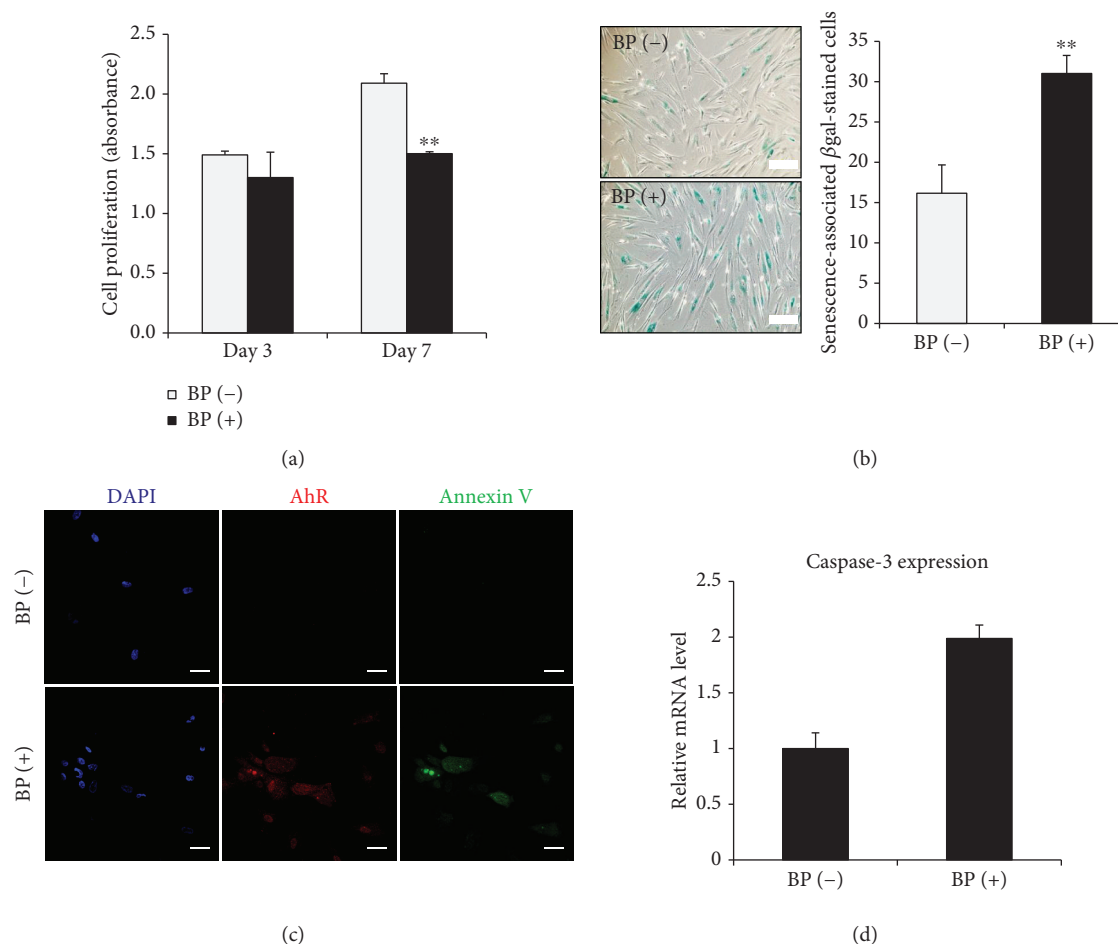 Cell proliferation (absorbance)
2.5
2.0
1.5
1.0
0.5
0.0
**
Day 3
Day 7
BP (−)
BP (+)
(a)
BP (−)
BP (+)
Senescence-associated βgal-stained cells
35
30
25
20
15
10
5
0
**
BP (−)
BP (+)
(b)
DAPI
AhR
Annexin V
BP (−)
BP (+)
(c)
Caspase-3 expression
Relative mRNA level
2.5
2
1.5
1
0.5
0
BP (−)
BP (+)
(d)